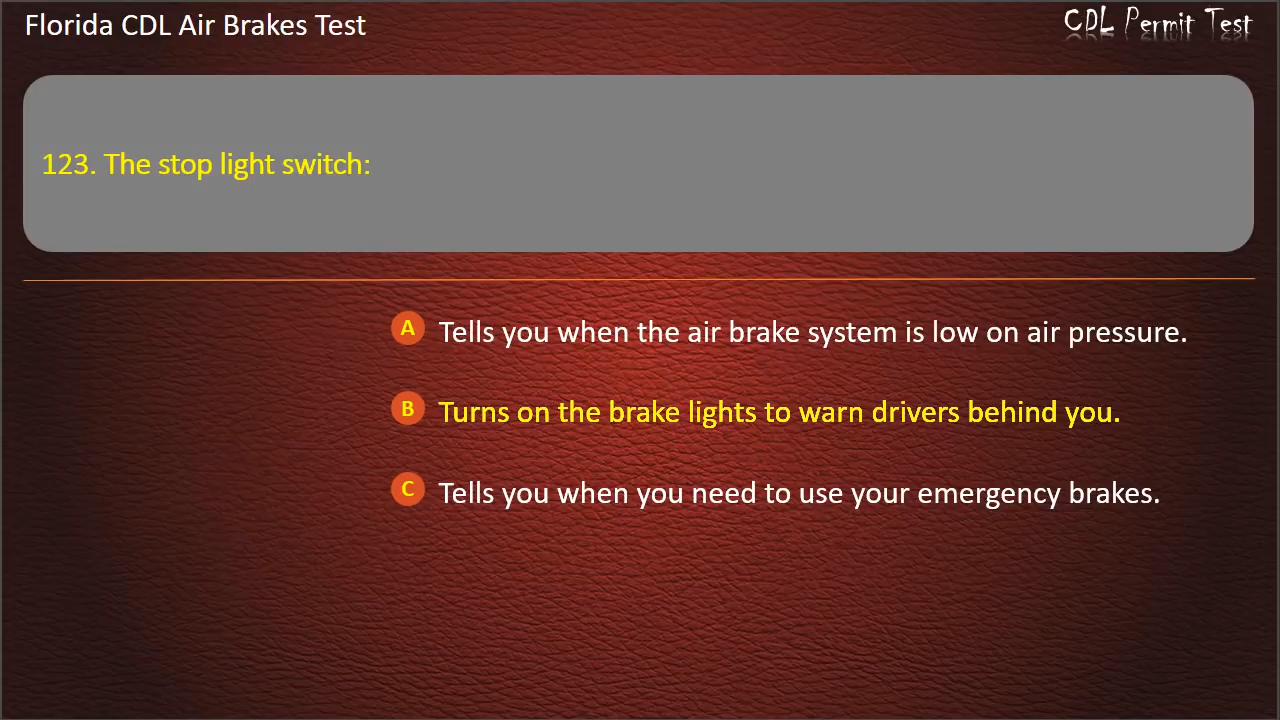 Florida CDL Air Brakes Test
CDL Permit Test
123. The stop light switch:
A Tells you when the air brake system is low on air pressure.
B Turns on the brake lights to warn drivers behind you.
C Tells you when you need to use your emergency brakes.